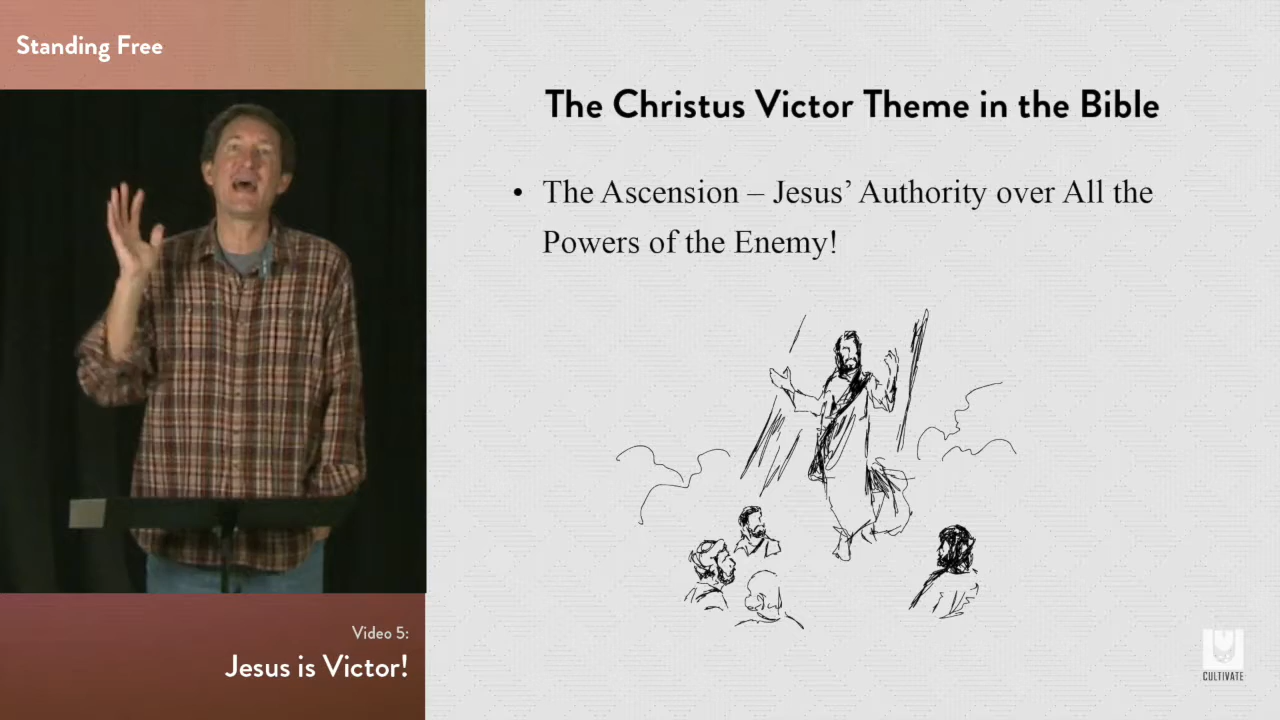 Standing Free
The Christus Victor Theme in the Bible
• The Ascension – Jesus’ Authority over All the
Powers of the Enemy!
Video 5:
Jesus is Victor!
CULTIVATE